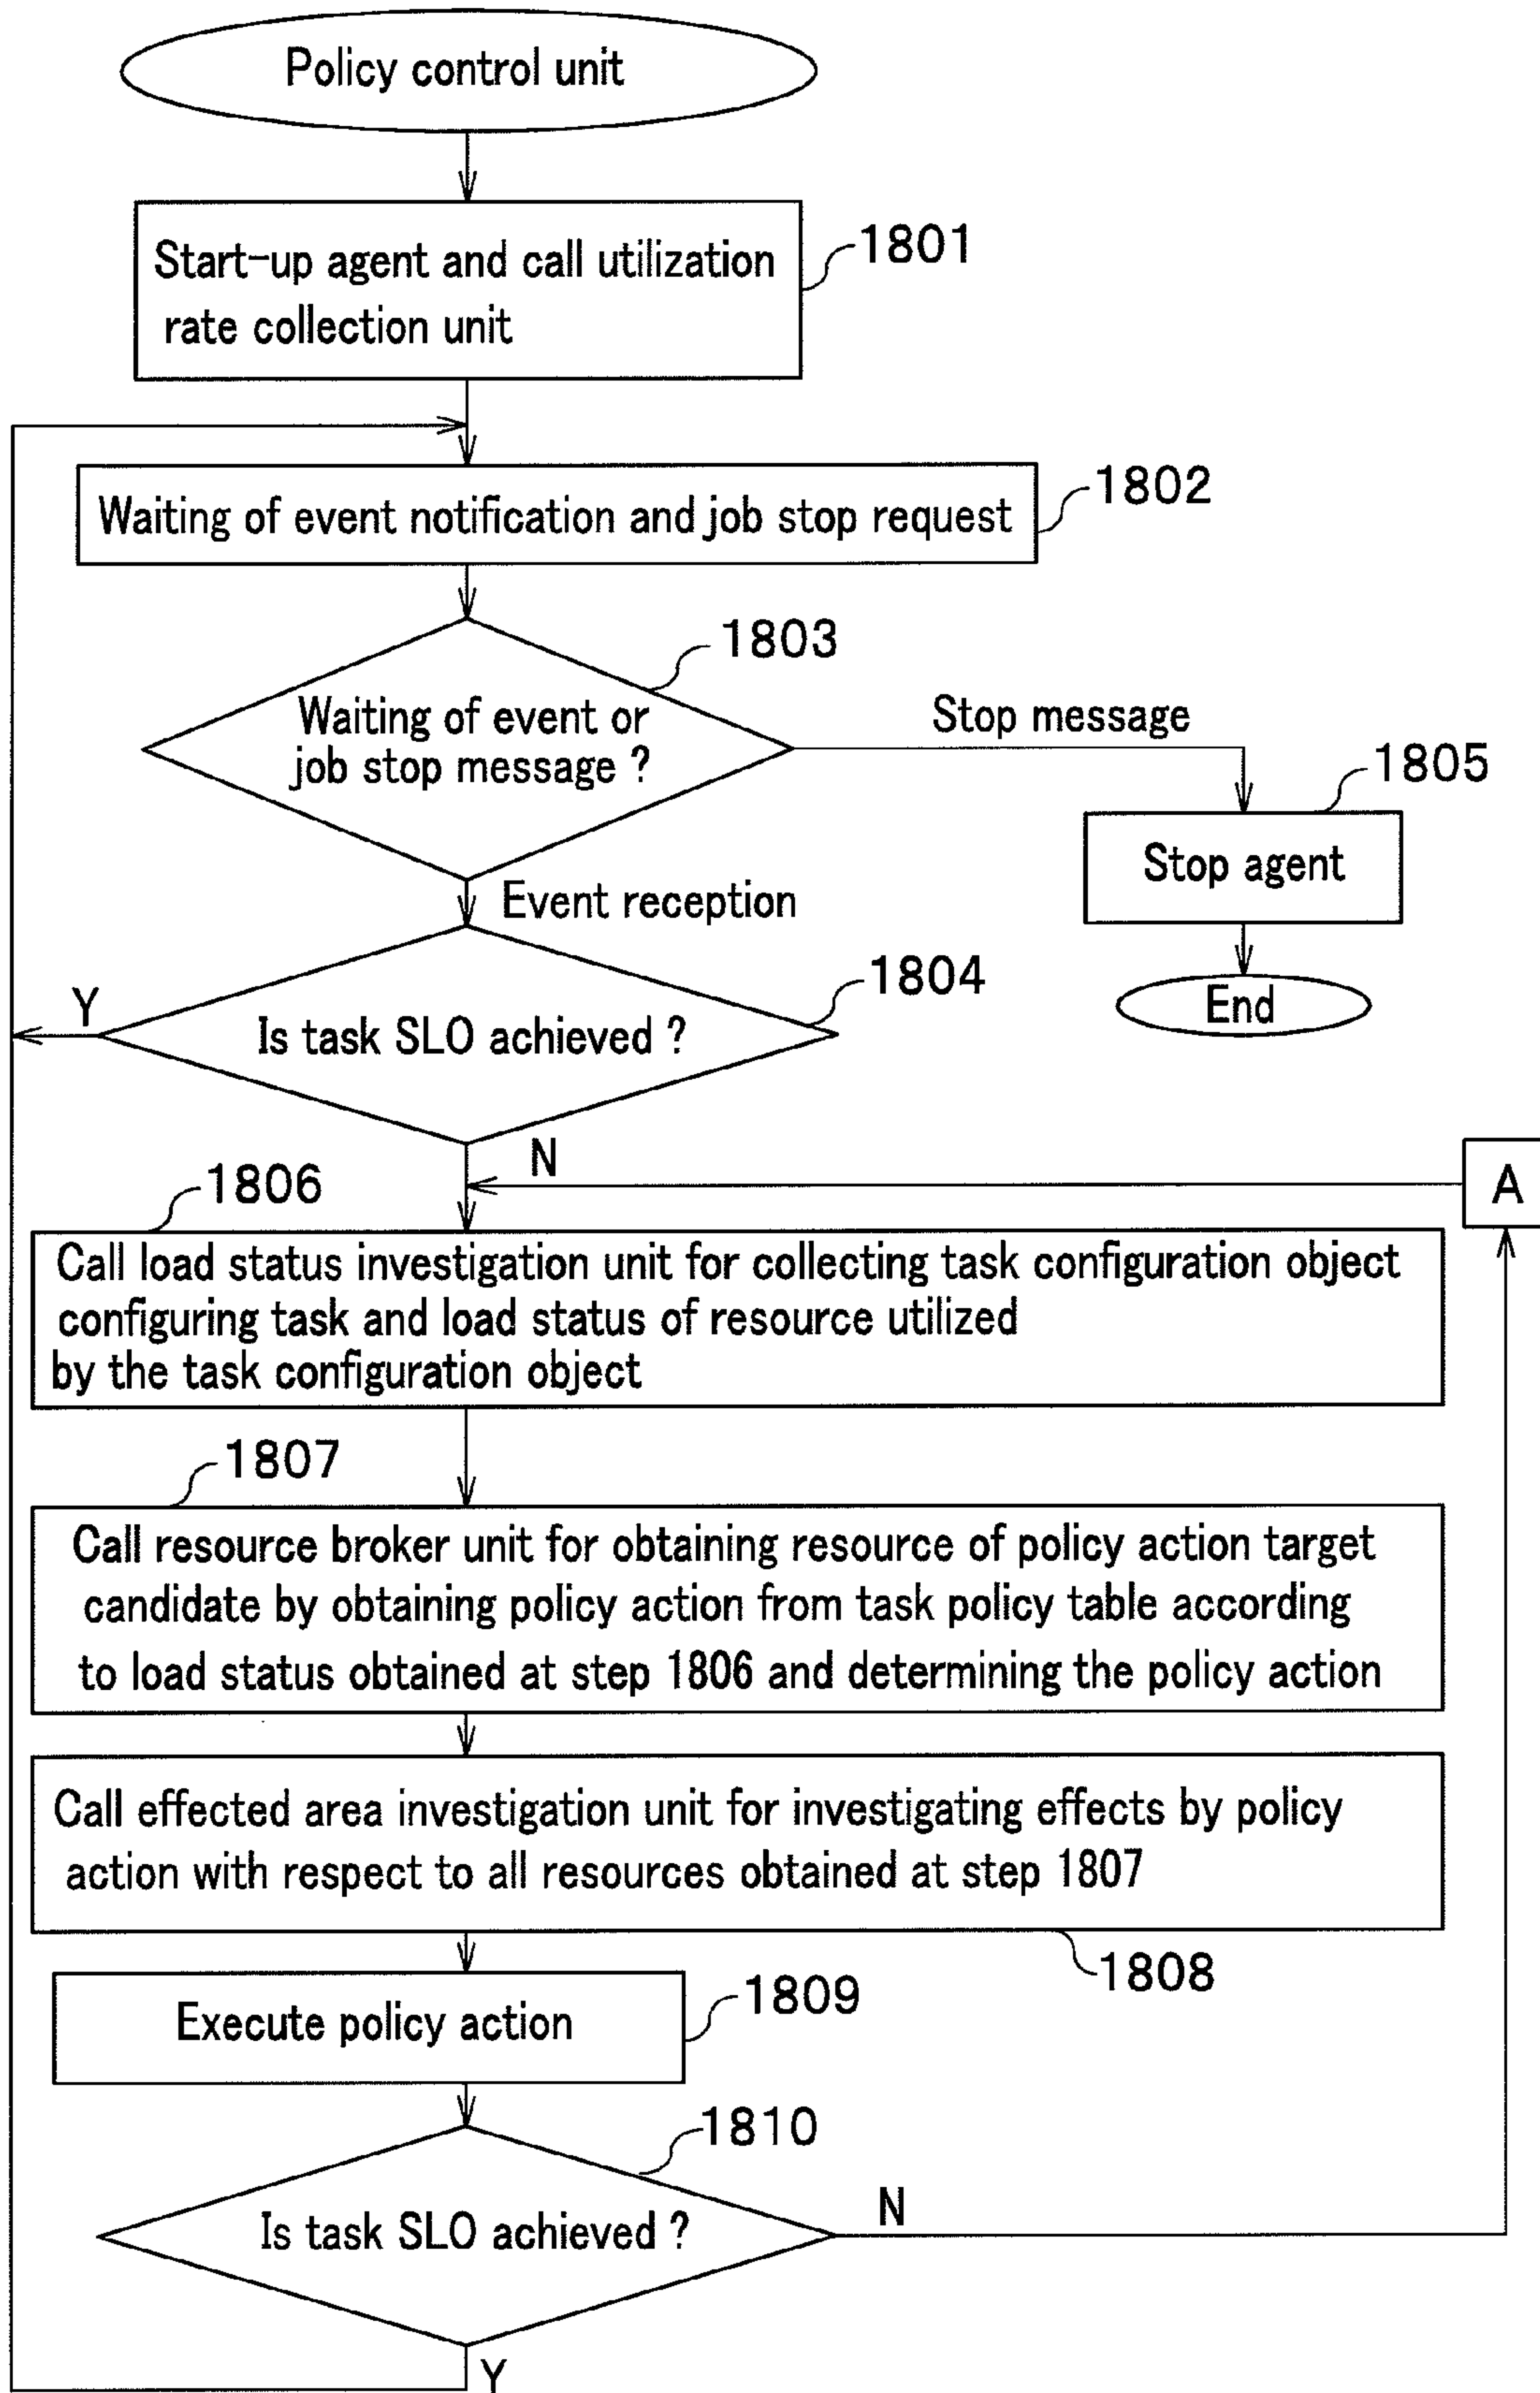 Policy control unit
Start-up agent and call utilization
rate collection unit
1801
Waiting of event notification and job stop request
1802
1803
Waiting of event or
job stop message ?
Stop message
1805
Stop agent
End
Event reception
1804
Y
Is task SLO achieved ?
N
A
1806
Call load status investigation unit for collecting task configuration object
configuring task and load status of resource utilized
by the task configuration object
1807
Call resource broker unit for obtaining resource of policy action target
candidate by obtaining policy action from task policy table according
to load status obtained at step 1806 and determining the policy action
Call effected area investigation unit for investigating effects by policy
action with respect to all resources obtained at step 1807
1808
Execute policy action
1809
1810
Is task SLO achieved ?
N
Y